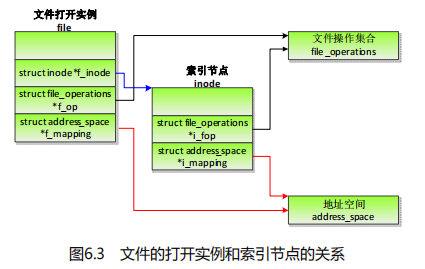 文件打开实例
file
struct inode *f_inode
struct file_operations
*f_op
struct address_space
*f_mapping
索引节点
inode
struct file_operations
*i_fop
struct address_space
*i_mapping
文件操作集合
file_operations
地址空间
address_space
图6.3 文件的打开实例和索引节点的关系